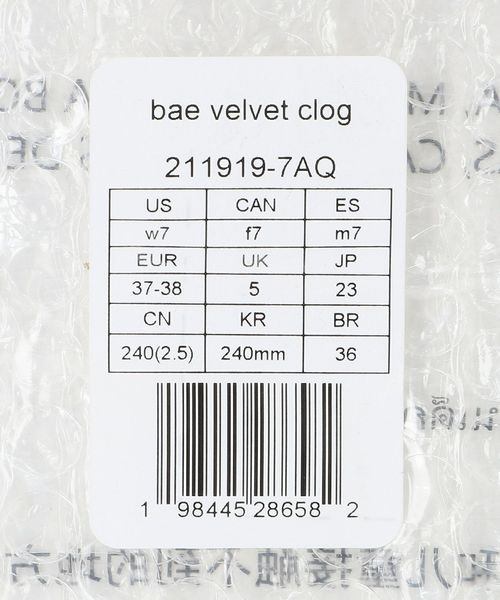 bae velvet clog
211919-7AQ
US CAN ES
w7 f7 m7
EUR UK JP
37-38 5 23
CN KR BR
240(2.5) 240mm 36
1 98445 28658 2